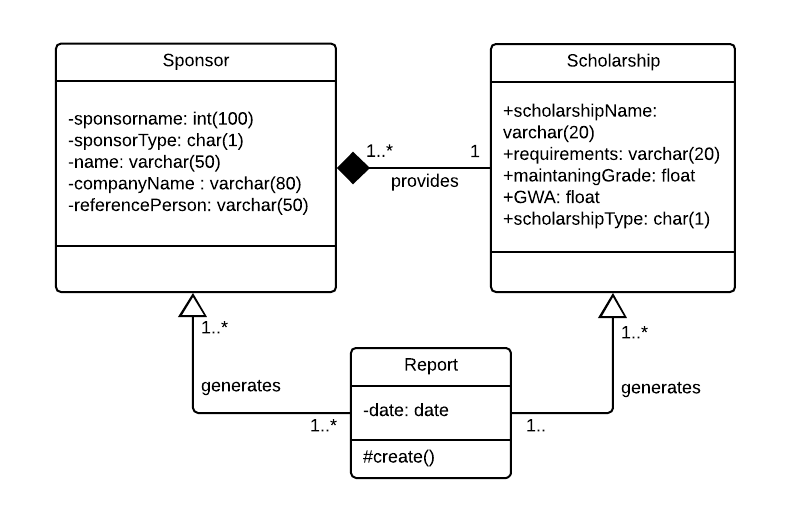 Sponsor
-sponsorname: int(100)
-sponsorType: char(1)
-name: varchar(50)
-companyName : varchar(80)
-referencePerson: varchar(50)
1..*
1
provides
Scholarship
+scholarshipName:
varchar(20)
+requirements: varchar(20)
+maintaningGrade: float
+GWA: float
+scholarshipType: char(1)
1..*
generates
1..*
Report
-date: date
#create()
1..*
generates
1..